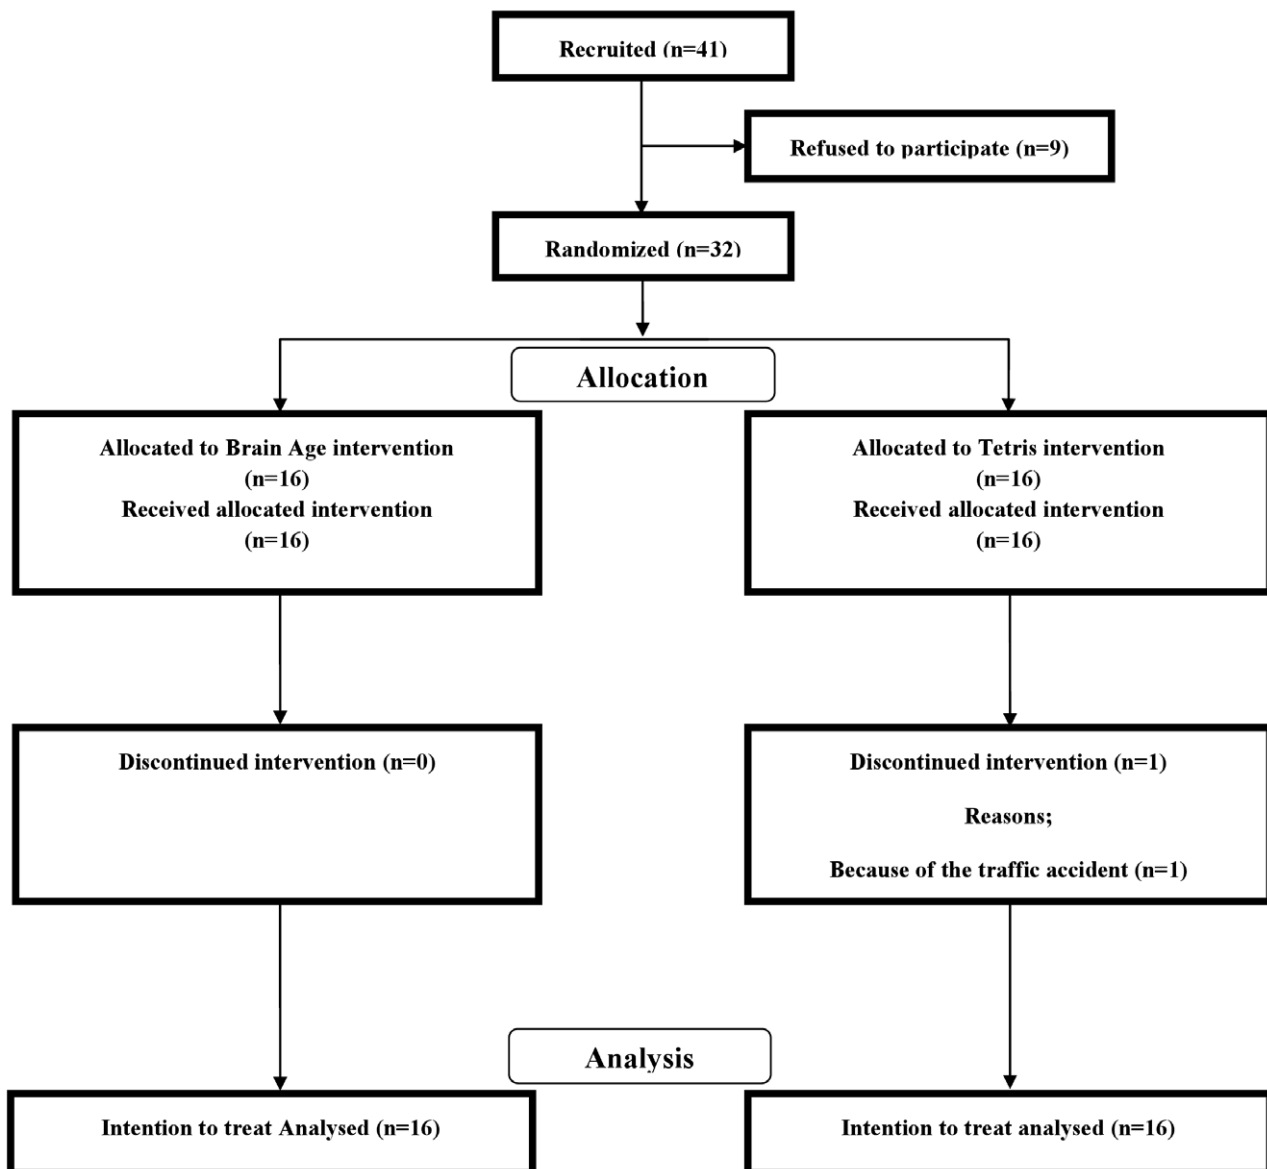 Recruited (n=41)
Refused to participate (n=9)
Randomized (n=32)
Allocation
Allocated to Brain Age intervention
(n=16)
Received allocated intervention
(n=16)
Allocated to Tetris intervention
(n=16)
Received allocated intervention
(n=16)
Discontinued intervention (n=0)
Discontinued intervention (n=1)
Reasons;
Because of the traffic accident (n=1)
Analysis
Intention to treat Analysed (n=16)
Intention to treat analysed (n=16)